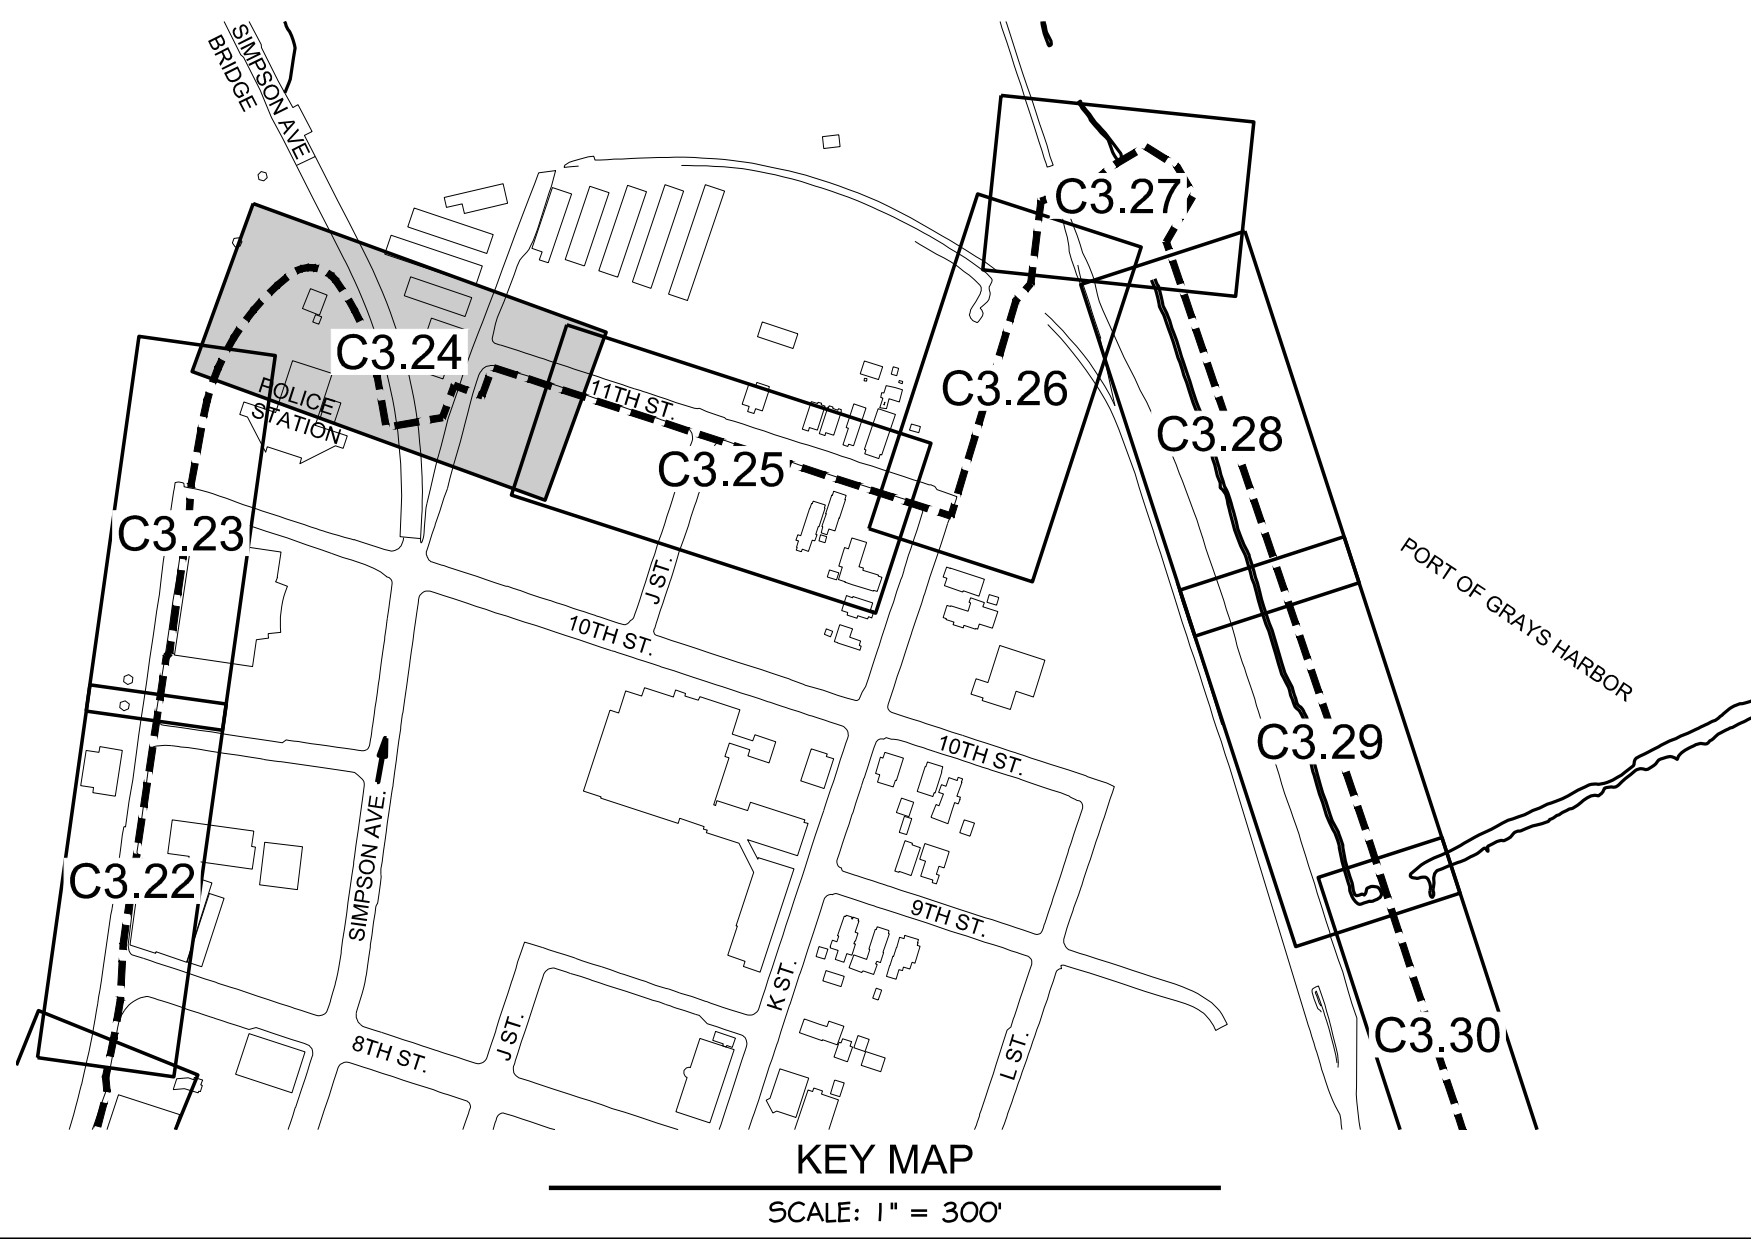 SIMPSON AVE
BRIDGE
C3.27
C3.24
POLICE
STATION
11TH ST.
C3.26
C3.25
C3.28
C3.23
J ST.
10TH ST.
PORT OF GRAYS HARBOR
C3.29
10TH ST.
SIMPSON AVE.
C3.22
9TH ST.
K ST.
J ST.
8TH ST.
L ST.
C3.30
KEY MAP
SCALE: 1" = 300'